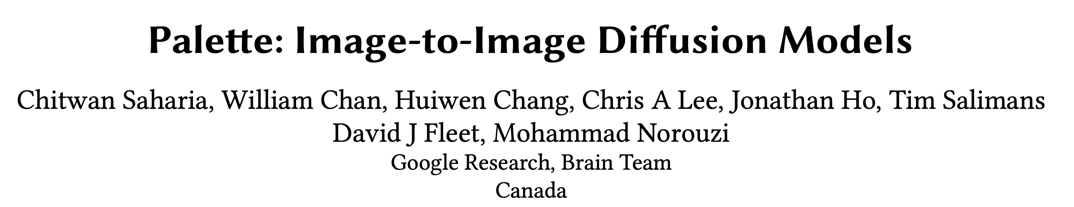 Palette: Image-to-Image Diffusion Models
Chitwan Saharia, William Chan, Huiwen Chang, Chris A Lee, Jonathan Ho, Tim Salimans
David J Fleet, Mohammad Norouzi
Google Research, Brain Team
Canada